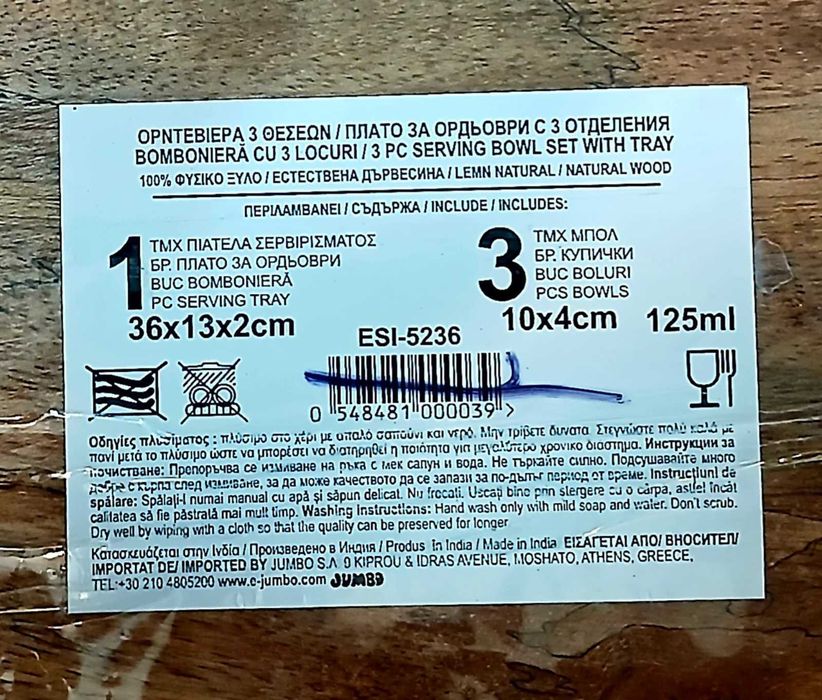 ΟΡΝΤΕΒΙΕΡΑ 3 ΘΕΣΕΩΝ / ПЛАТО ЗА ОРДЬОВРИ С 3 ОТДЕЛЕНИЯ
BOMBONIERĂ CU 3 LOCURI / 3 PC SERVING BOWL SET WITH TRAY
100% ΦΥΣΙΚΟ ΞΥΛΟ / ЕСТЕСТВЕНА ДЪРВЕСИНА / LEMN NATURAL / NATURAL WOOD
ΠΕΡΙΛΑΜΒΑΝΕΙ / СЪДЪРЖА / INCLUDE / INCLUDES:
1 ΤΜΧ ΠΙΑΤΕΛΑ ΣΕΡΒΙΡΙΣΜΑΤΟΣ
БР. ПЛАТО ЗА ОРДЬОВРИ
BUC BOMBONIERĂ
PC SERVING TRAY
36x13x2cm
3 ΤΜΧ ΜΠΟΛ
БР. КУПИЧКИ
BUC BOLURI
PCS BOWLS
10x4cm 125ml
ESI-5236
0 548481 000039 >
Οδηγίες πλυσίματος : πλύσιμο στο χέρι με απαλό σαπούνι και νερό. Μην τρίβετε δυνατα. Στεγνώστε πολύ καλά με
πανί μετά το πλύσιμο ώστε να μπορέσει να διατηρηθεί η ποιότητα για μεγαλύτερο χρονικο διαστημα. Инструкции за
почистване: Препоръчва се измиване на ръка с мек сапун и вода. Не търкайте силно. Подсушавайте много
добре с кърпа след измиване, за да може качеството да се запази за по-дълъг период от време. Instrucțiuni de
spălare: Spălați-l numai manual cu apă și săpun delicat. Nu frecați. Uscați bine prin ștergere cu o cârpa, astfel încât
calitatea să fie păstrată mai mult timp. Washing Instructions: Hand wash only with mild soap and water. Don't scrub.
Dry well by wiping with a cloth so that the quality can be preserved for longer
Κατασκευάζεται στην Ινδία / Произведено в Индия / Produs in India / Made in India ΕΙΣΑΓΕΤΑΙ ΑΠΟ/ ВНОСИТЕЛ/
IMPORTAT DE/ IMPORTED BY JUMBO S.A. 9 KIPROU & IDRAS AVENUE, MOSHATO, ATHENS, GREECE,
TEL:+30 210 4805200 www.e-jumbo.com JUMBO